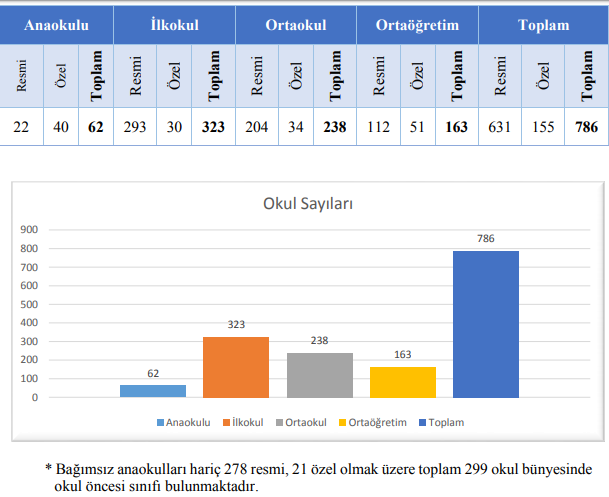 Anaokulu İlkokul Ortaokul Ortaöğretim Toplam
Resmi Özel Toplam Resmi Özel Toplam Resmi Özel Toplam Resmi Özel Toplam Resmi Özel Toplam
22 40 62 293 30 323 204 34 238 112 51 163 631 155 786
Okul Sayıları
900
800
700
600
500
400
300
200
100
0
62
323
238
163
786
Anaokulu İlkokul Ortaokul Ortaöğretim Toplam
* Bağımsız anaokulları hariç 278 resmi, 21 özel olmak üzere toplam 299 okul bünyesinde
okul öncesi sınıfı bulunmaktadır.